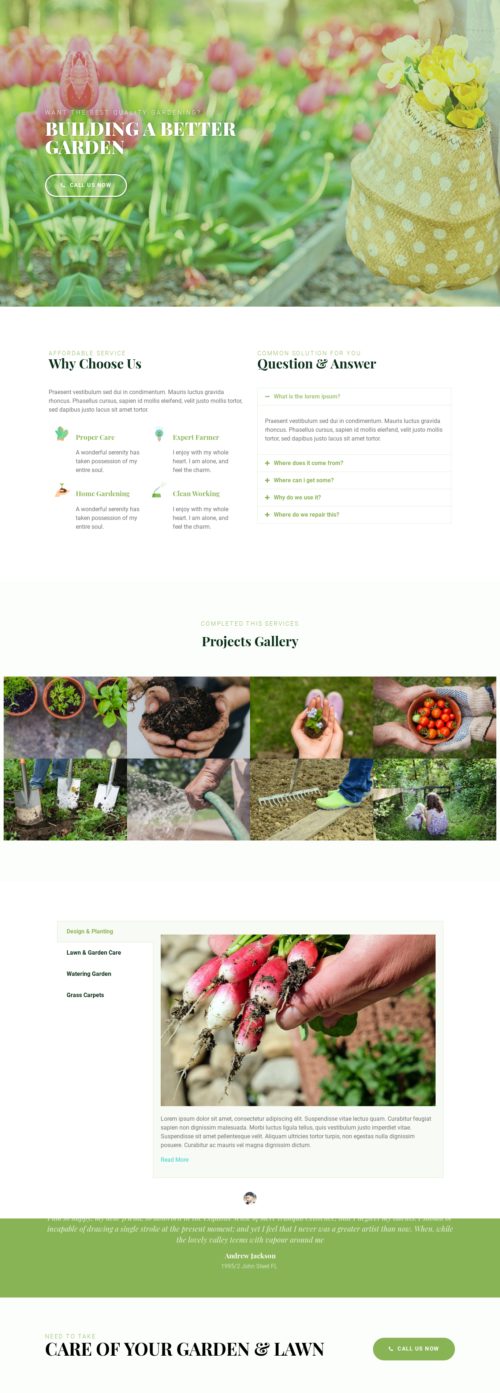 WANT THE BEST QUALITY GARDENING?
BUILDING A BETTER
GARDEN
CALL US NOW
AFFORDABLE SERVICE
Why Choose Us
Praesent vestibulum sed dui in condimentum. Mauris luctus gravida
rhoncus. Phasellus cursus, sapien id mollis eleifend, velit justo mollis tortor,
sed dapibus justo lacus sit amet tortor.
Proper Care
A wonderful serenity has
taken possession of my
entire soul.
Expert Farmer
I enjoy with my whole
heart. I am alone, and
feel the charm.
Home Gardening
A wonderful serenity has
taken possession of my
entire soul.
Clean Working
I enjoy with my whole
heart. I am alone, and
feel the charm.
COMMON SOLUTION FOR YOU
Question & Answer
What is the lorem ipsum?
Praesent vestibulum sed dui in condimentum. Mauris luctus gravida
rhoncus. Phasellus cursus, sapien id mollis eleifend, velit justo mollis
tortor, sed dapibus justo lacus sit amet tortor.
Where does it come from?
Where can i get some?
Why do we use it?
Where do we repair this?
COMPLETED THIS SERVICES
Projects Gallery
Design & Planting
Lawn & Garden Care
Watering Garden
Grass Carpets
Lorem ipsum dolor sit amet, consectetur adipiscing elit. Suspendisse vitae lectus quam. Curabitur feugiat
sapien non dignissim malesuada. Morbi luctus ligula tellus, quis vestibulum justo imperdiet vitae.
Suspendisse sit amet pellentesque velit. Aliquam ultricies tortor turpis, non egestas nulla dignissim
posuere. Curabitur ac mauris vel magna dignissim dictum.
Read More
incapable of drawing a single stroke at the present moment; and yet I feel that I never was a greater artist than now. When, while
the lovely valley teems with vapour around me
Andrew Jackson
1995/2 John Steel FL
NEED TO TAKE
CARE OF YOUR GARDEN & LAWN
CALL US NOW